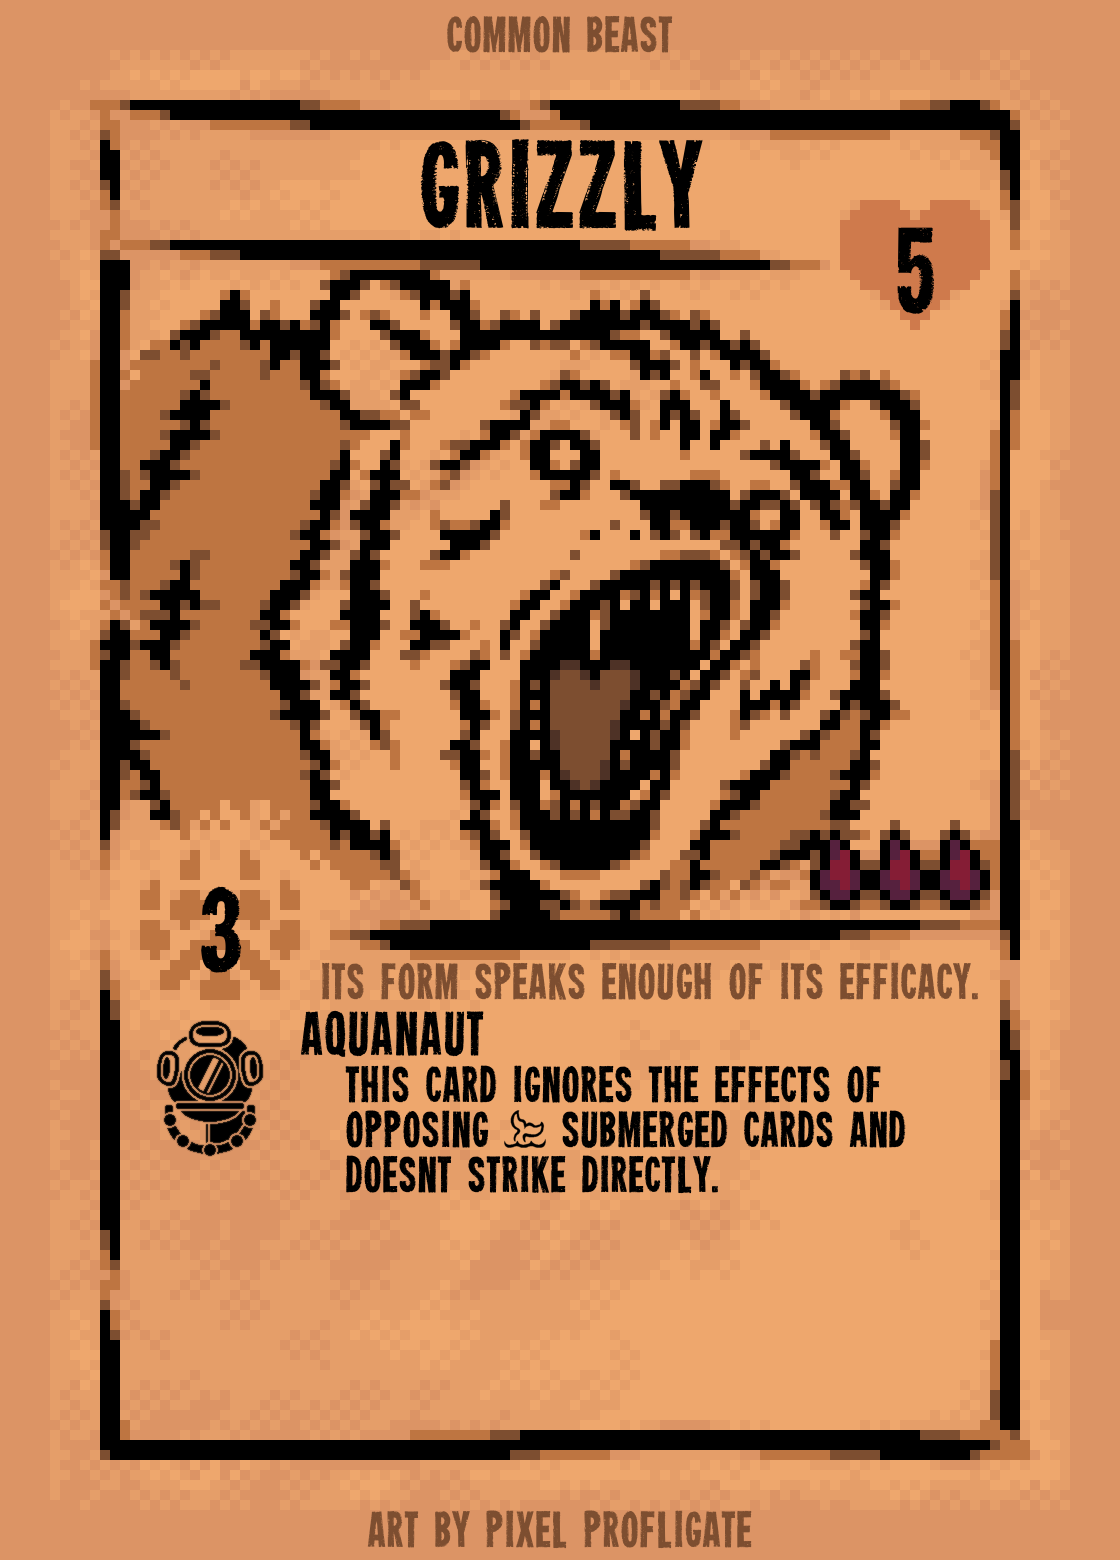 COMMON BEAST
GRIZZLY
5
3
ITS FORM SPEAKS ENOUGH OF ITS EFFICACY.
AQUANAUT
THIS CARD IGNORES THE EFFECTS OF
OPPOSING SUBMERGED CARDS AND
DOESNT STRIKE DIRECTLY.
ART BY PIXEL PROFLIGATE